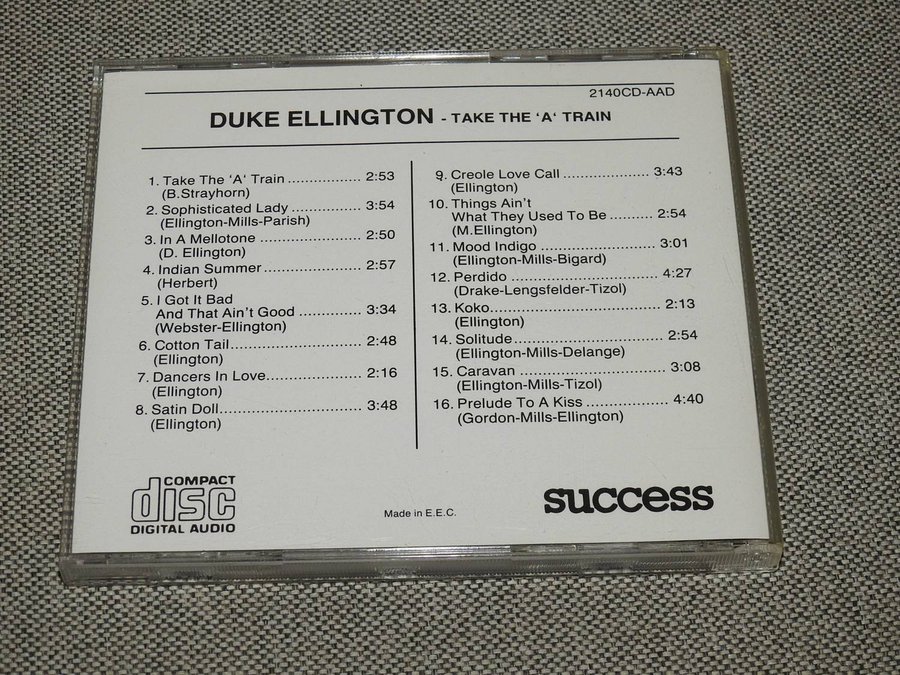 2140CD-AAD
DUKE ELLINGTON - TAKE THE 'A' TRAIN
1. Take The 'A' Train .................. 2:53
(B.Strayhorn)
2. Sophisticated Lady ................. 3:54
(Ellington-Mills-Parish)
3. In A Mellotone ........................ 2:50
(D. Ellington)
4. Indian Summer........................ 2:57
(Herbert)
5. I Got It Bad
And That Ain't Good ............... 3:34
(Webster-Ellington)
6. Cotton Tail................................ 2:48
(Ellington)
7. Dancers In Love....................... 2:16
(Ellington)
8. Satin Doll.................................. 3:48
(Ellington)
9. Creole Love Call ..................... 3:43
(Ellington)
10. Things Ain't
What They Used To Be .......... 2:54
(M.Ellington)
11. Mood Indigo ............................ 3:01
(Ellington-Mills-Bigard)
12. Perdido ................................... 4:27
(Drake-Lengsfelder-Tizol)
13. Koko........................................ 2:13
(Ellington)
14. Solitude................................... 2:54
(Ellington-Mills-Delange)
15. Caravan ................................... 3:08
(Ellington-Mills-Tizol)
16. Prelude To A Kiss ................... 4:40
(Gordon-Mills-Ellington)
COMPACT
disc
DIGITAL AUDIO
Made in E.E.C.
success